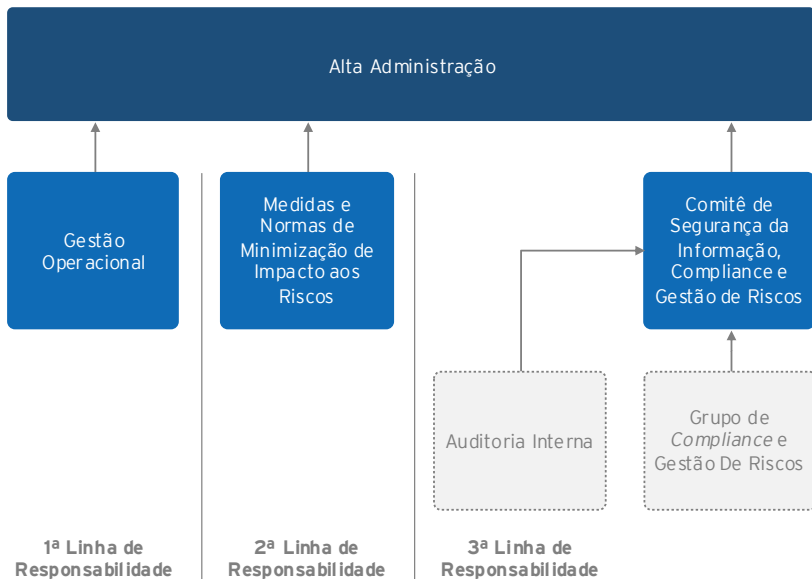 Alta Administração
Gestão
Operacional
Medidas e
Normas de
Minimização de
Impacto aos
Riscos
Comitê de
Segurança da
Informação,
Compliance e
Gestão de Riscos
Auditoria Interna
Grupo de
Compliance e
Gestão De Riscos
1ª Linha de
Responsabilidade
2ª Linha de
Responsabilidade
3ª Linha de
Responsabilidade